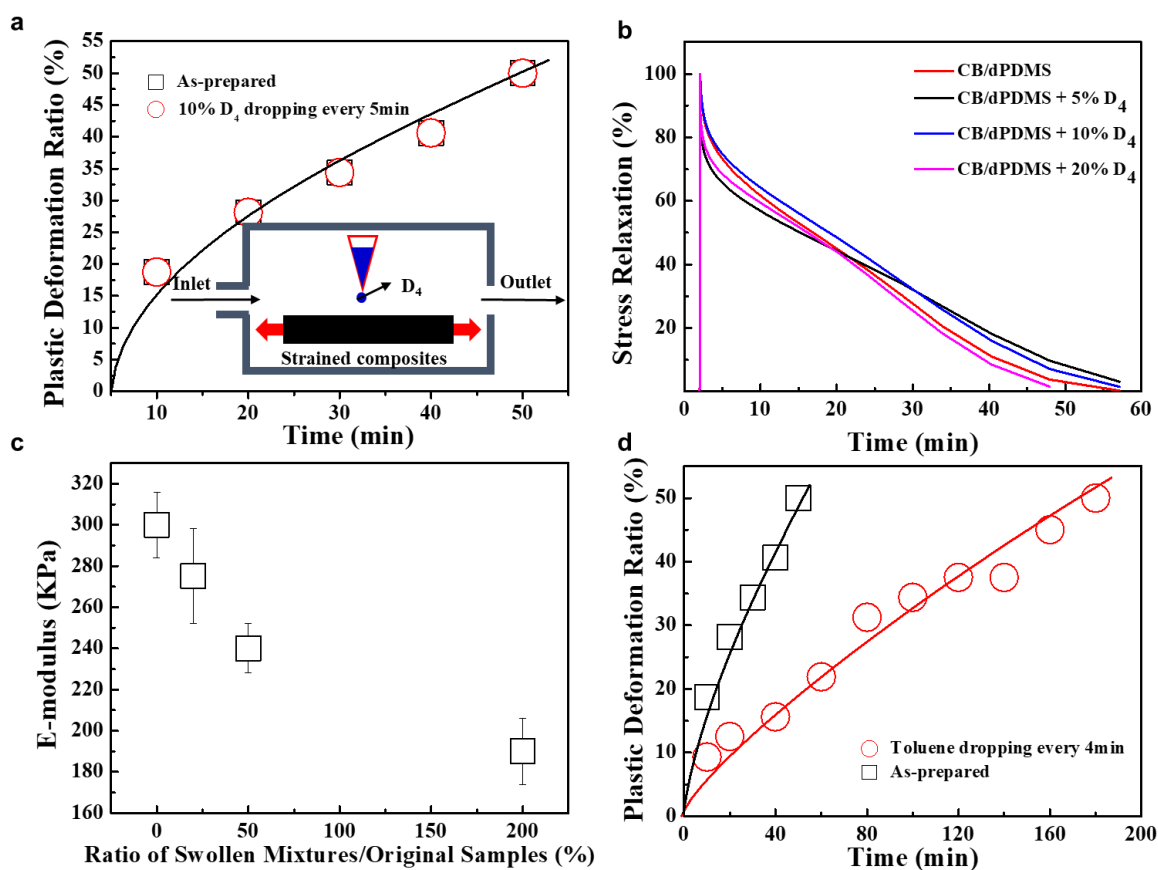 a
Plastic Deformation Ratio (%)
55
50
45
40
35
30
25
20
15
10
5
0
As-prepared
10% D4 dropping every 5min
Inlet
D4
Outlet
Strained composites
10 20 30 40 50
Time (min)
b
Stress Relaxation (%)
100
80
60
40
20
CB/dPDMS
CB/dPDMS + 5% D4
CB/dPDMS + 10% D4
CB/dPDMS + 20% D4
0 10 20 30 40 50 60
Time (min)
c
E-modulus (KPa)
320
300
280
260
240
220
200
180
160
0 50 100 150 200
Ratio of Swollen Mixtures/Original Samples (%)
d
Plastic Deformation Ratio (%)
50
40
30
20
10
0
Toluene dropping every 4min
As-prepared
0 40 80 120 160 200
Time (min)